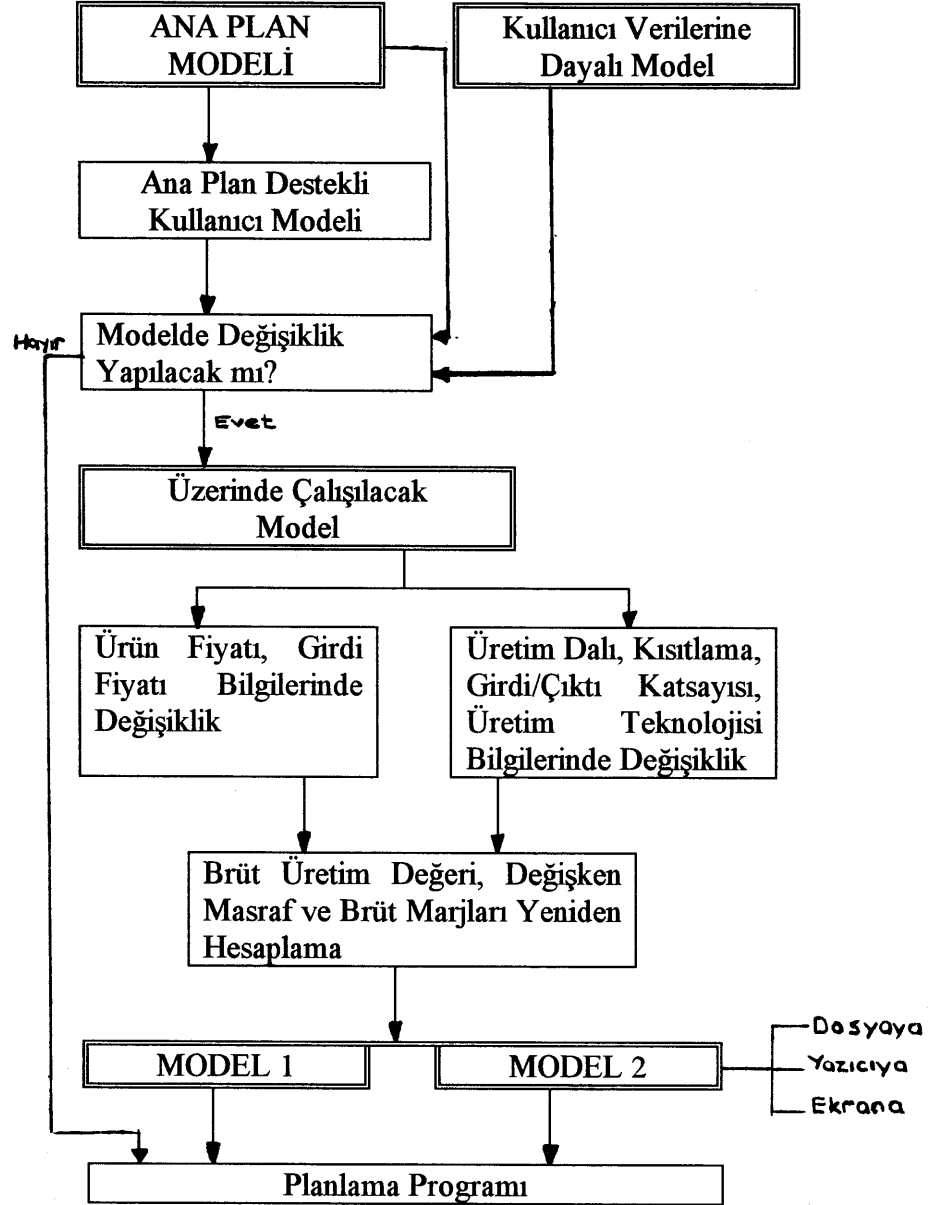 ANA PLAN
MODELİ
Kullanıcı Verilerine
Dayalı Model
Ana Plan Destekli
Kullanıcı Modeli
Hayır
Modelde Değişiklik
Yapılacak mı?
Evet
Üzerinde Çalışılacak
Model
Ürün Fiyatı, Girdi
Fiyatı Bilgilerinde
Değişiklik
Üretim Dalı, Kısıtlama,
Girdi/Çıktı Katsayısı,
Üretim Teknolojisi
Bilgilerinde Değişiklik
Brüt Üretim Değeri, Değişken
Masraf ve Brüt Marjları Yeniden
Hesaplama
MODEL 1
MODEL 2
Dosyaya
Yazıcıya
Ekrana
Planlama Programı